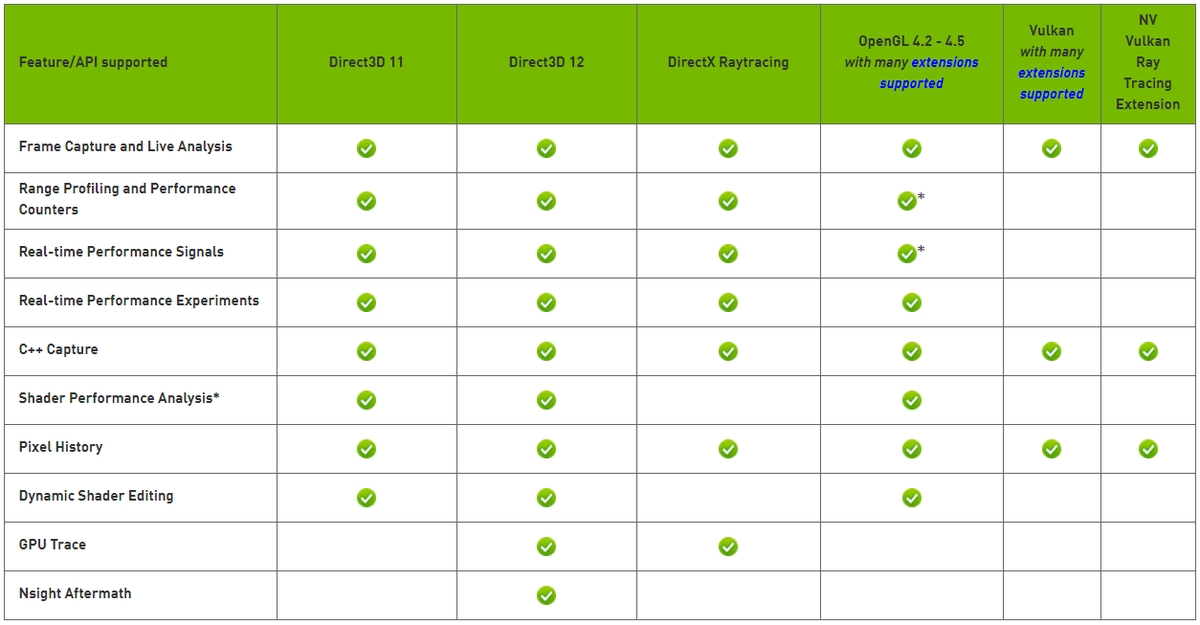 Feature/API supported
Direct3D 11
Direct3D 12
DirectX Raytracing
OpenGL 4.2 - 4.5
with many extensions
supported
Vulkan
with many
extensions
supported
NV
Vulkan
Ray
Tracing
Extension
Frame Capture and Live Analysis
Range Profiling and Performance
Counters
*
Real-time Performance Signals
*
Real-time Performance Experiments
C++ Capture
Shader Performance Analysis*
Pixel History
Dynamic Shader Editing
GPU Trace
Nsight Aftermath